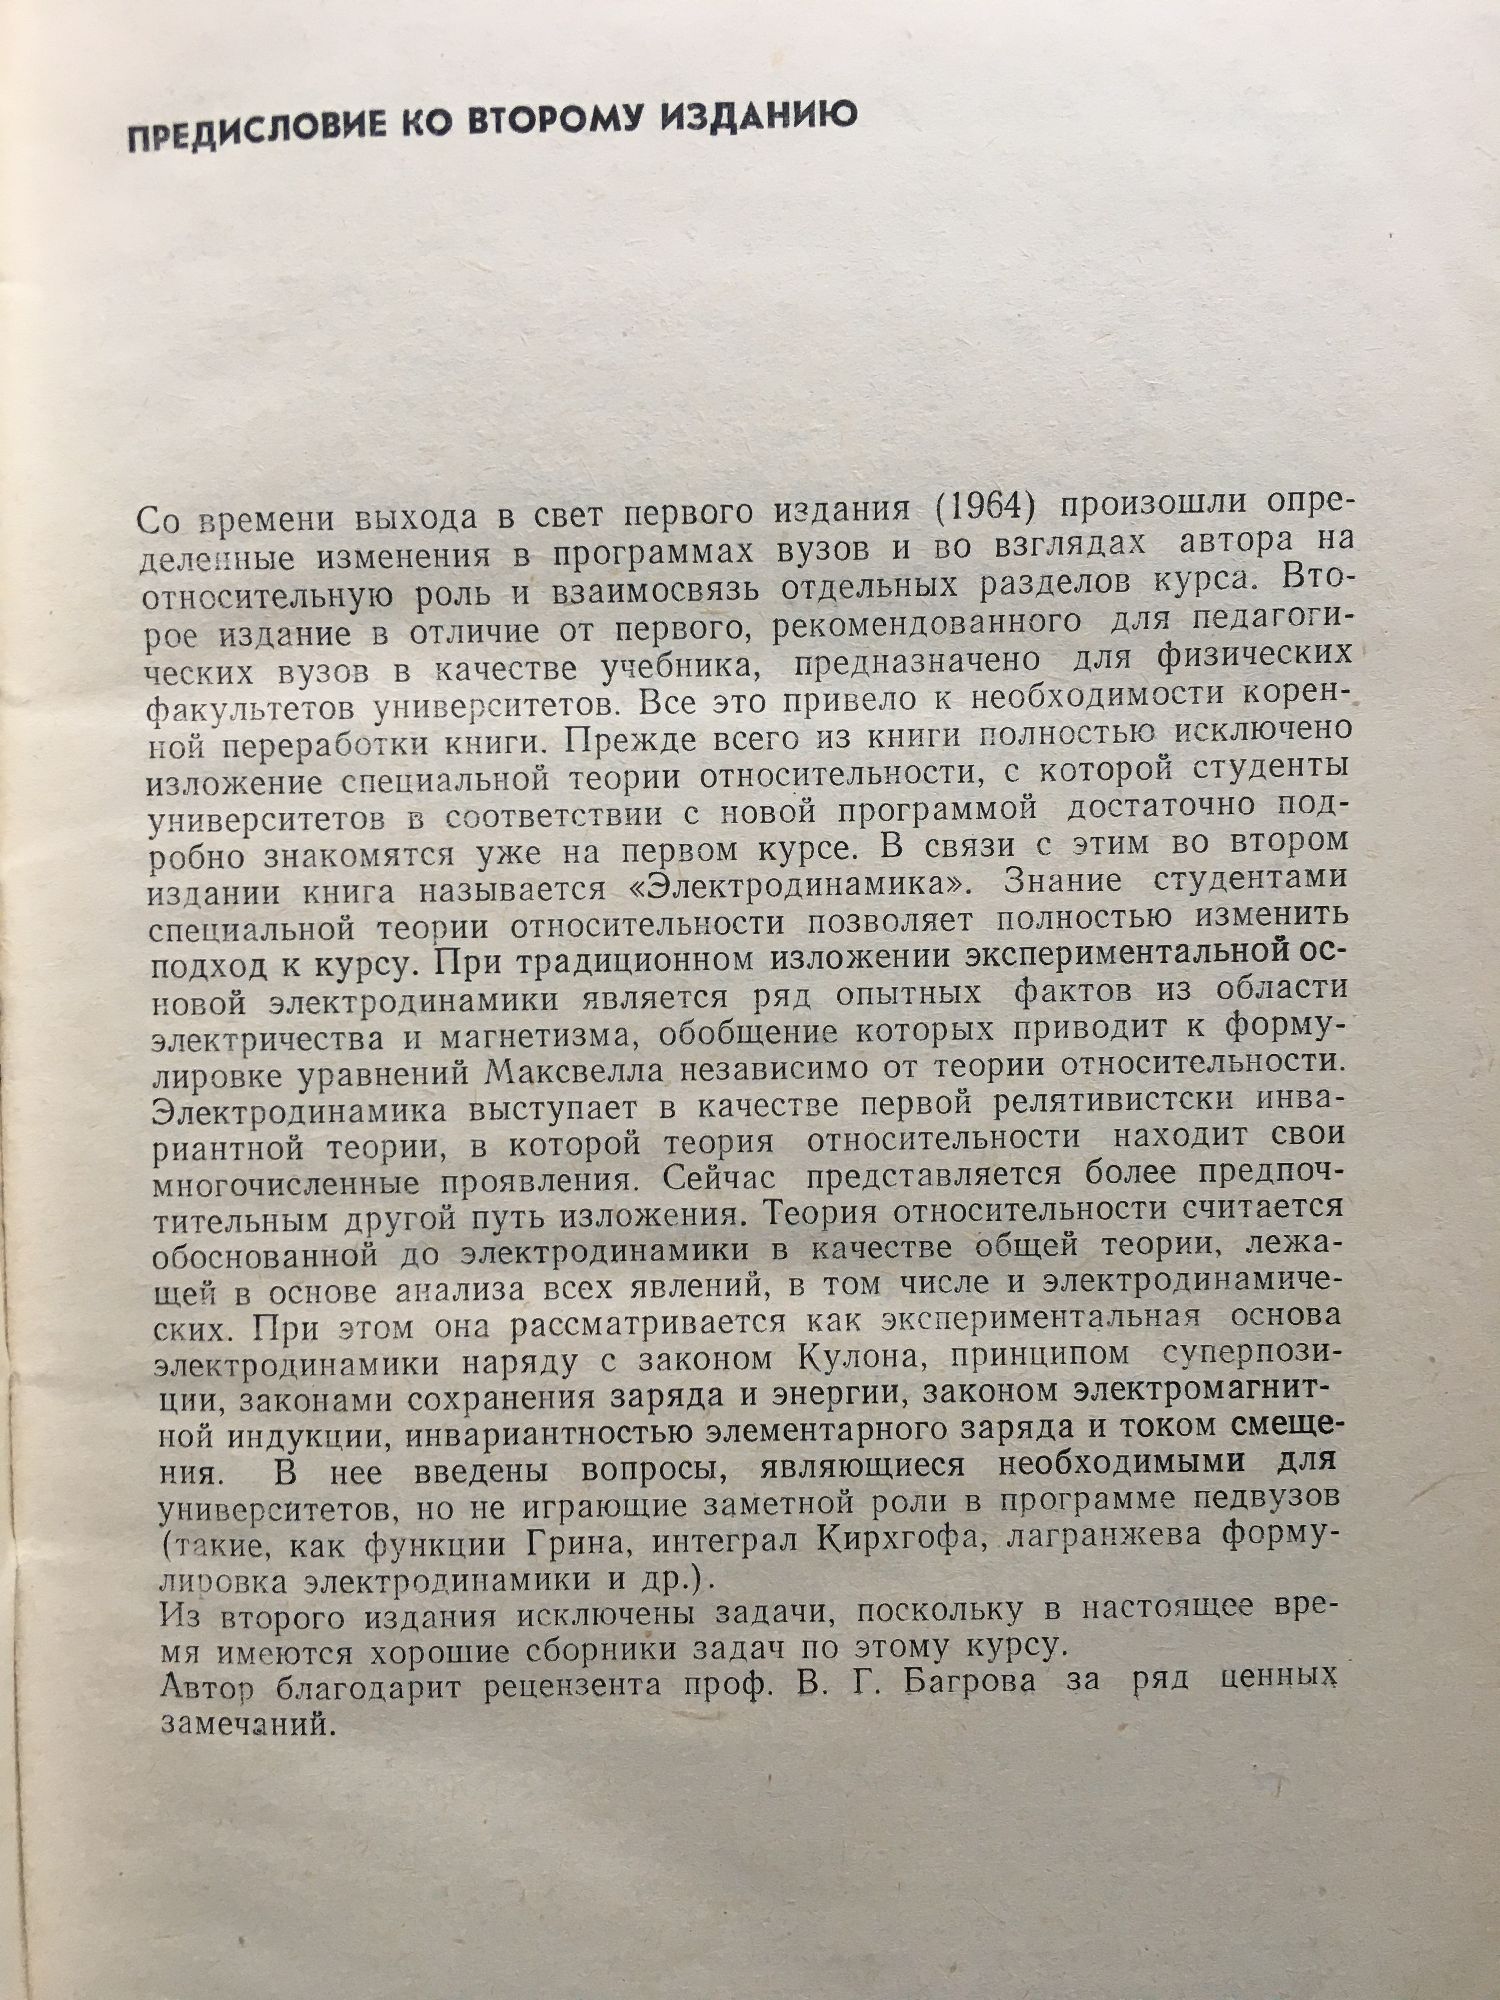 ПРЕДИСЛОВИЕ КО ВТОРОМУ ИЗДАНИЮ
Со времени выхода в свет первого издания (1964) произошли опре-
деленные изменения в программах вузов и во взглядах автора на
относительную роль и взаимосвязь отдельных разделов курса. Вто-
рое издание в отличие от первого, рекомендованного для педагоги-
ческих вузов в качестве учебника, предназначено для физических
факультетов университетов. Все это привело к необходимости корен-
ной переработки книги. Прежде всего из книги полностью исключено
изложение специальной теории относительности, с которой студенты
университетов в соответствии с новой программой достаточно под-
робно знакомятся уже на первом курсе. В связи с этим во втором
издании книга называется «Электродинамика». Знание студентами
специальной теории относительности позволяет полностью изменить
подход к курсу. При традиционном изложении экспериментальной ос-
новой электродинамики является ряд опытных фактов из области
электричества и магнетизма, обобщение которых приводит к форму-
лировке уравнений Максвелла независимо от теории относительности.
Электродинамика выступает в качестве первой релятивистски инва-
риантной теории, в которой теория относительности находит свои
многочисленные проявления. Сейчас представляется более предпоч-
тительным другой путь изложения. Теория относительности считается
обоснованной до электродинамики в качестве общей теории, лежа-
щей в основе анализа всех явлений, в том числе и электродинамиче-
ских. При этом она рассматривается как экспериментальная основа
электродинамики наряду с законом Кулона, принципом суперпози-
ции, законами сохранения заряда и энергии, законом электромагнит-
ной индукции, инвариантностью элементарного заряда и током смеще-
ния. В нее введены вопросы, являющиеся необходимыми для
университетов, но не играющие заметной роли в программе педвузов
(такие, как функции Грина, интеграл Кирхгофа, лагранжева форму-
лировка электродинамики и др.).
Из второго издания исключены задачи, поскольку в настоящее вре-
мя имеются хорошие сборники задач по этому курсу.
Автор благодарит рецензента проф. В. Г. Багрова за ряд ценных
замечаний.